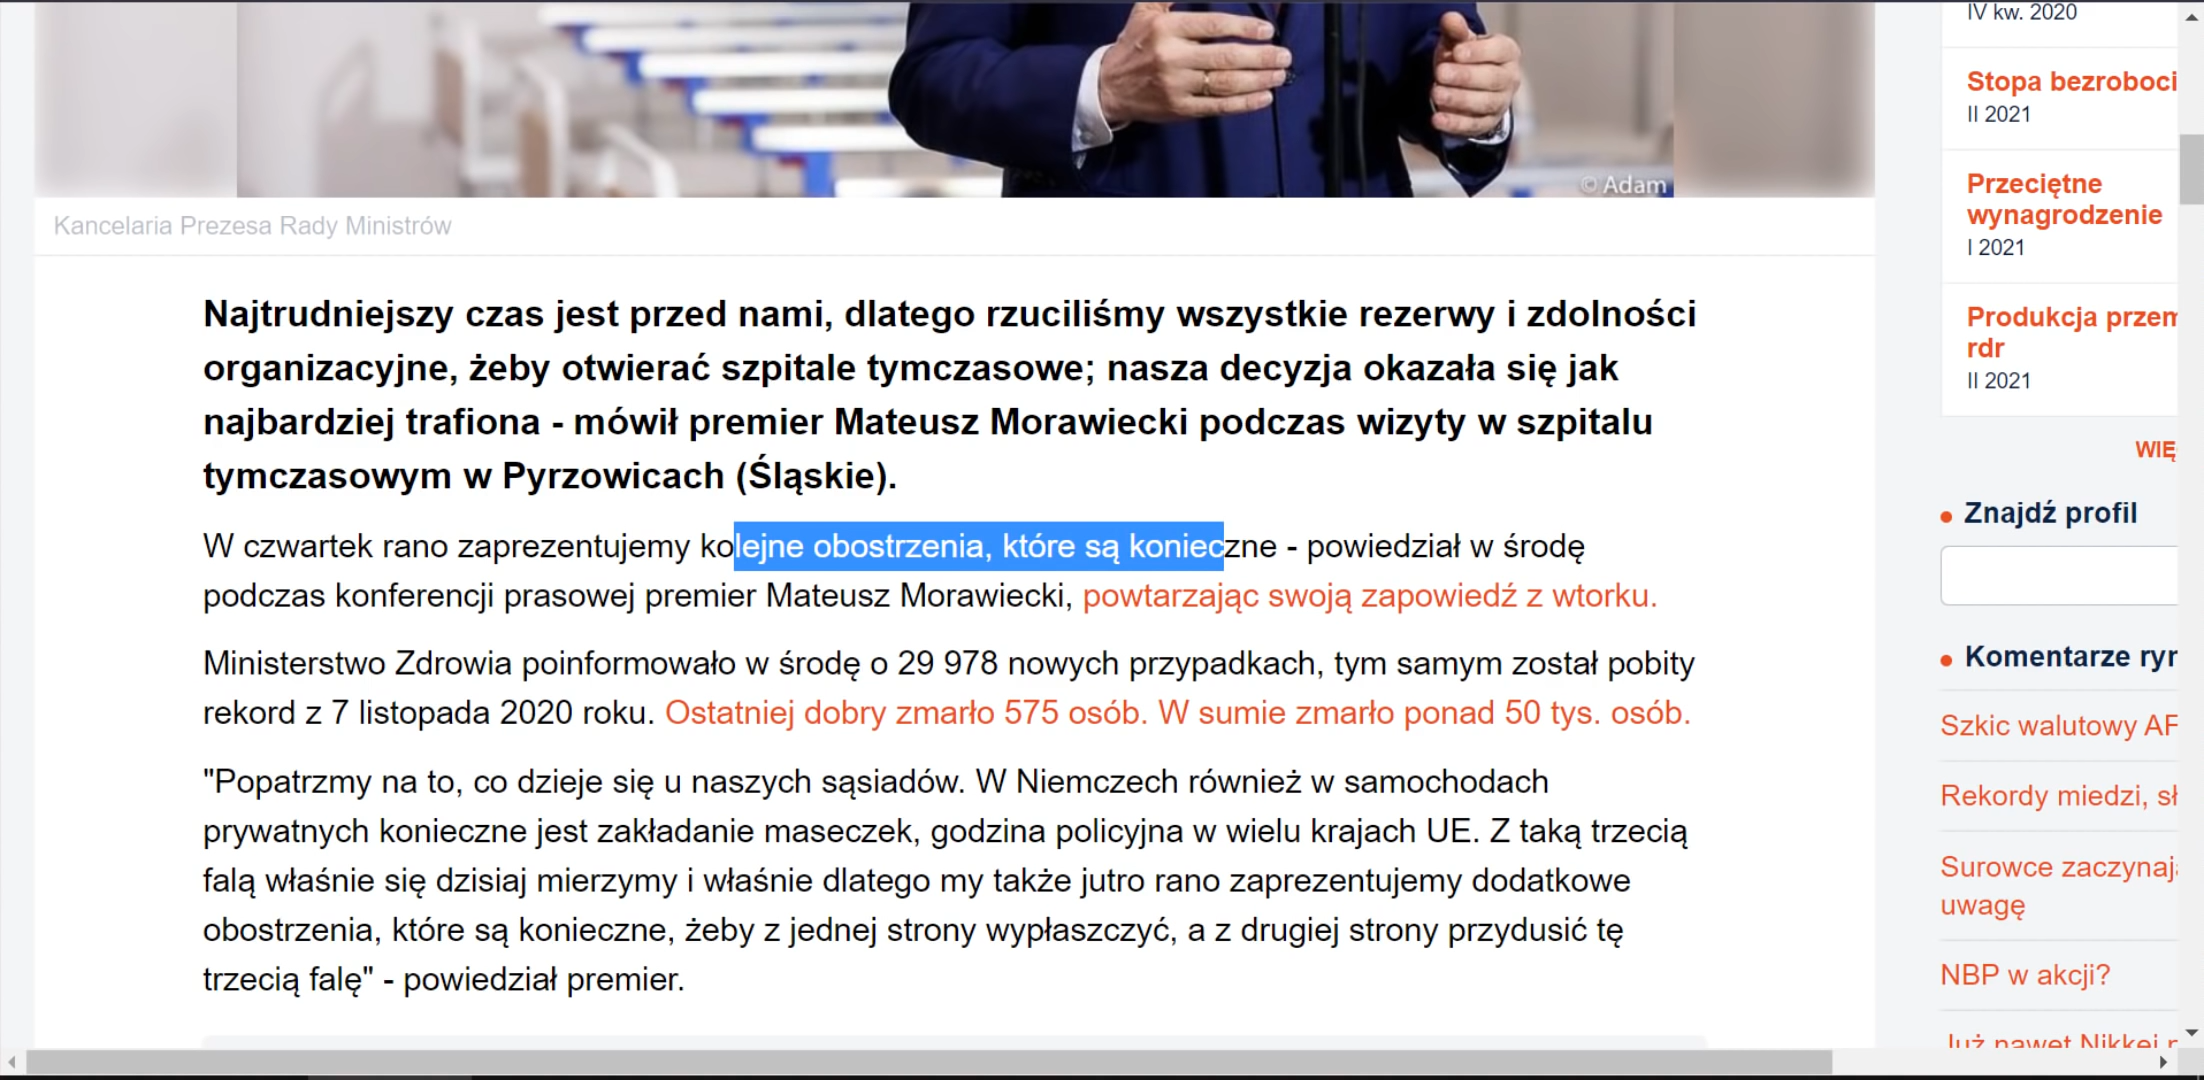 © Adam
Kancelaria Prezesa Rady Ministrów
Najtrudniejszy czas jest przed nami, dlatego rzuciliśmy wszystkie rezerwy i zdolności
organizacyjne, żeby otwierać szpitale tymczasowe; nasza decyzja okazała się jak
najbardziej trafiona - mówił premier Mateusz Morawiecki podczas wizyty w szpitalu
tymczasowym w Pyrzowicach (Śląskie).
W czwartek rano zaprezentujemy kolejne obostrzenia, które są konieczne - powiedział w środę
podczas konferencji prasowej premier Mateusz Morawiecki, powtarzając swoją zapowiedź z wtorku.
Ministerstwo Zdrowia poinformowało w środę o 29 978 nowych przypadkach, tym samym został pobity
rekord z 7 listopada 2020 roku. Ostatniej dobry zmarło 575 osób. W sumie zmarło ponad 50 tys. osób.
"Popatrzmy na to, co dzieje się u naszych sąsiadów. W Niemczech również w samochodach
prywatnych konieczne jest zakładanie maseczek, godzina policyjna w wielu krajach UE. Z taką trzecią
falą właśnie się dzisiaj mierzymy i właśnie dlatego my także jutro rano zaprezentujemy dodatkowe
obostrzenia, które są konieczne, żeby z jednej strony wypłaszczyć, a z drugiej strony przydusić tę
trzecią falę" - powiedział premier.
IV kw. 2020
Stopa bezroboci
II 2021
Przeciętne
wynagrodzenie
I 2021
Produkcja przem
rdr
II 2021
WIĘ
Znajdź profil
Komentarze ryn
Szkic walutowy AF
Rekordy miedzi, sł
Surowce zaczynają
uwagę
NBP w akcji?
Już nawet Nikkei